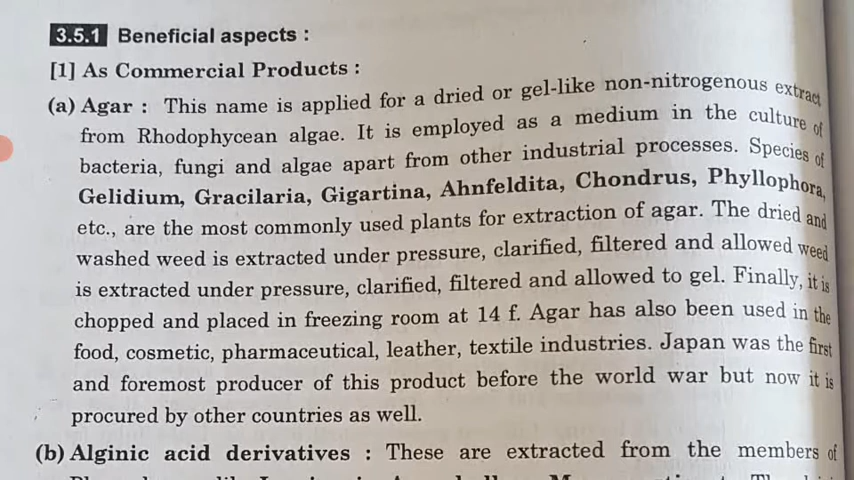 3.5.1 Beneficial aspects :
[1] As Commercial Products :
(a) Agar : This name is applied for a dried or gel-like non-nitrogenous extract
from Rhodophycean algae. It is employed as a medium in the culture of
bacteria, fungi and algae apart from other industrial processes. Species of
Gelidium, Gracilaria, Gigartina, Ahnfeldita, Chondrus, Phyllophora,
etc., are the most commonly used plants for extraction of agar. The dried and
washed weed is extracted under pressure, clarified, filtered and allowed weed
is extracted under pressure, clarified, filtered and allowed to gel. Finally, it is
chopped and placed in freezing room at 14 f. Agar has also been used in the
food, cosmetic, pharmaceutical, leather, textile industries. Japan was the first
and foremost producer of this product before the world war but now it is
procured by other countries as well.
(b) Alginic acid derivatives : These are extracted from the members of